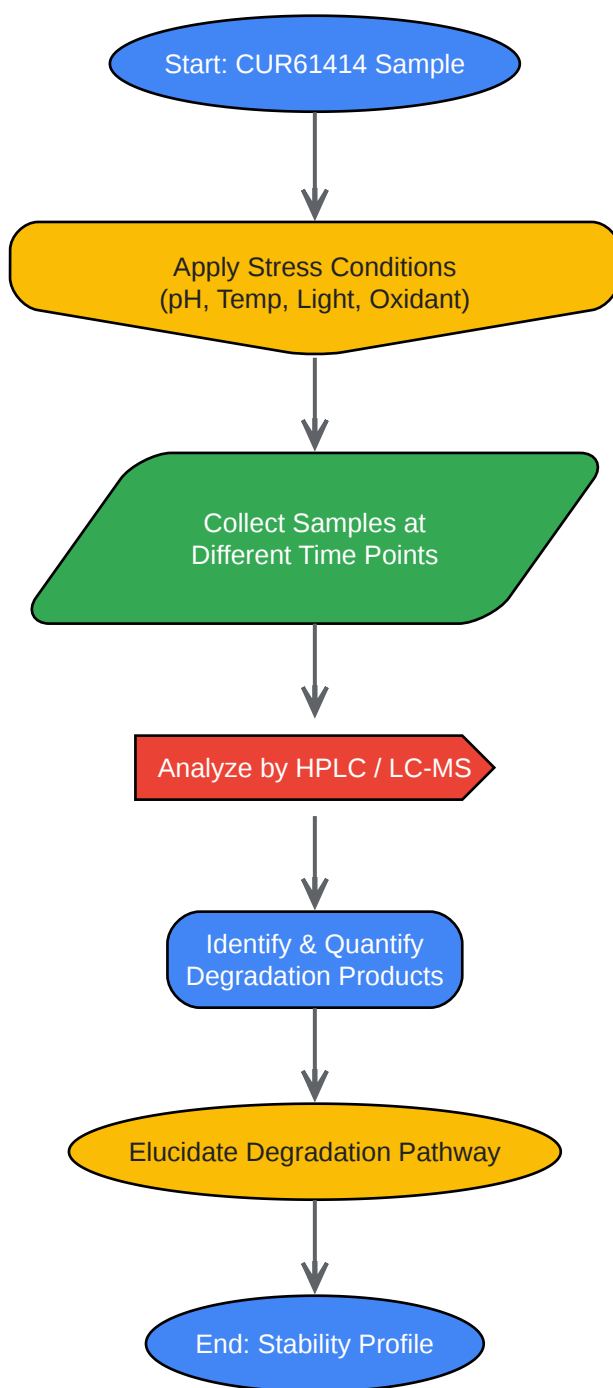 Start: CUR61414 Sample
Apply Stress Conditions
(pH, Temp, Light, Oxidant)
Collect Samples at
Different Time Points
Analyze by HPLC / LC-MS
Identify & Quantify
Degradation Products
Elucidate Degradation Pathway
End: Stability Profile